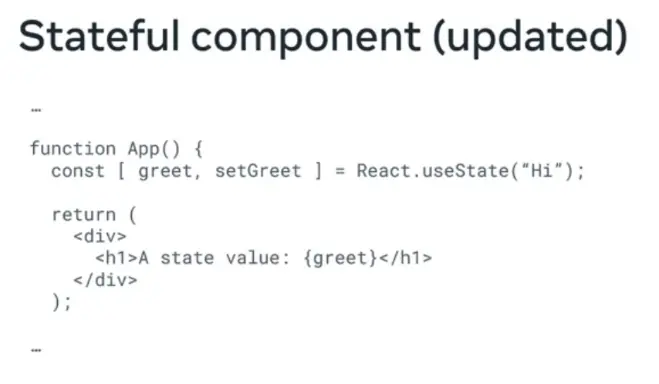 Stateful component (updated)
…
function App() {
const [ greet, setGreet ] = React.useState(“Hi”);
return (
<div>
<h1>A state value: {greet}</h1>
</div>
);
…